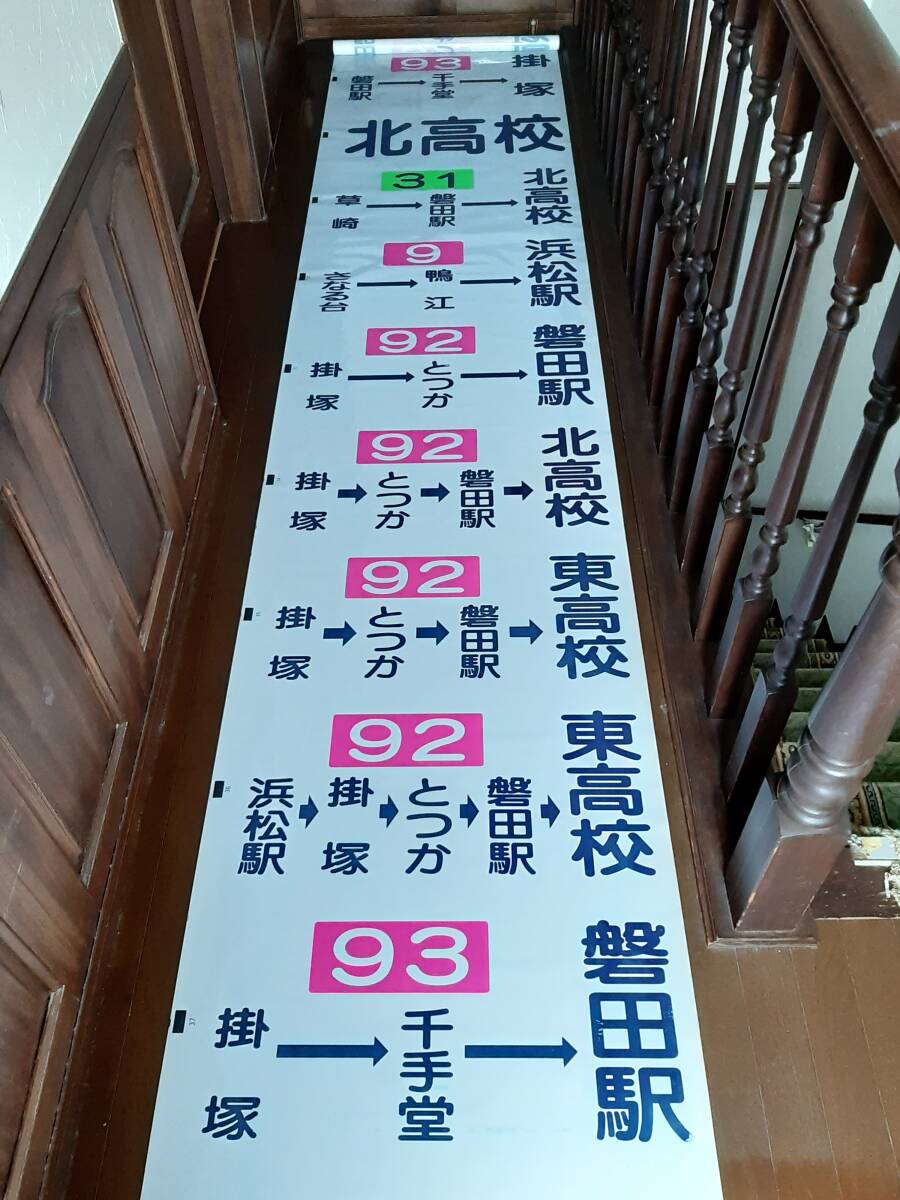 93
磐田駅 → 千手堂 → 掛塚
北高校
31
草崎 → 磐田駅 → 北高校
9
さなる台 → 鴨江 → 浜松駅
92
掛塚 → とつか → 磐田駅
92
掛塚 → とつか → 磐田駅 → 北高校
92
掛塚 → とつか → 磐田駅 → 東高校
92
浜松駅 → 掛塚 → とつか → 磐田駅 → 東高校
36
93
掛塚 → 千手堂 → 磐田駅
37